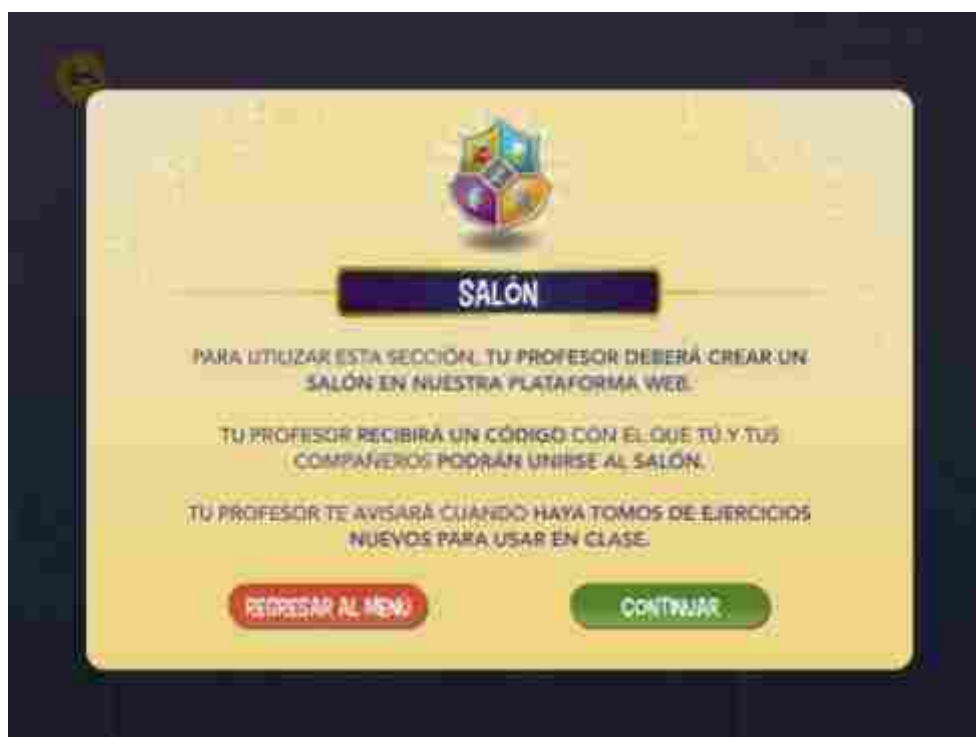 SALÓN
PARA UTILIZAR ESTA SECCIÓN, TU PROFESOR DEBERÁ CREAR UN
SALÓN EN NUESTRA PLATAFORMA WEB.
TU PROFESOR RECIBIRÁ UN CÓDIGO CON EL QUE TÚ Y TUS
COMPAÑEROS PODRÁN UNIRSE AL SALÓN.
TU PROFESOR TE AVISARÁ CUANDO HAYA TOMOS DE EJERCICIOS
NUEVOS PARA USAR EN CLASE.
REGRESAR AL MENÚ
CONTINUAR